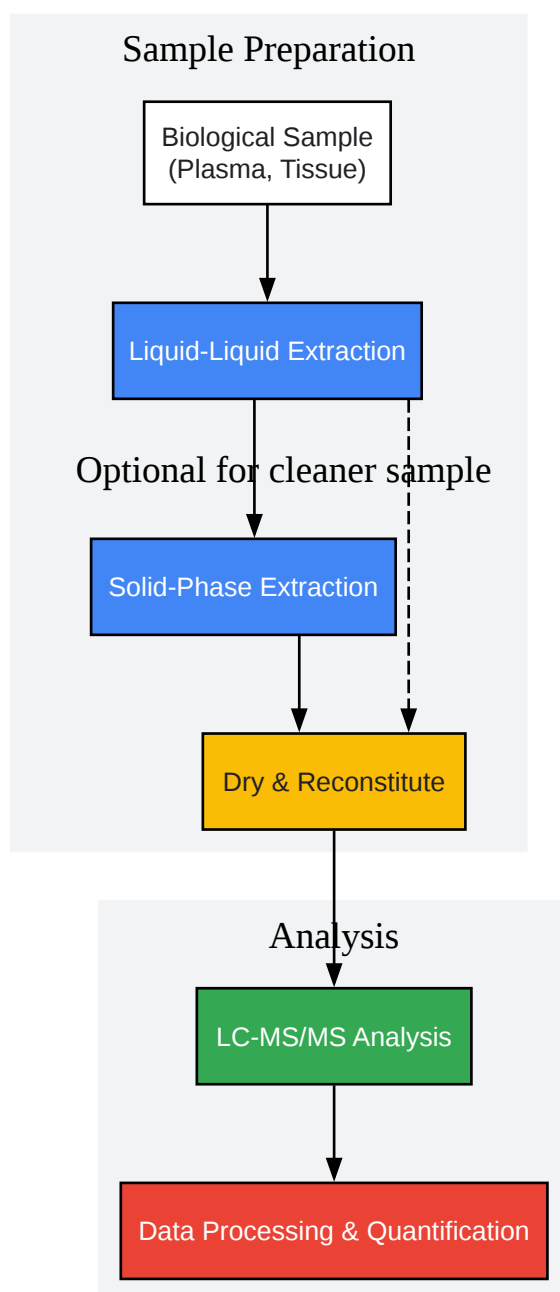 Sample Preparation
Biological Sample
(Plasma, Tissue)
Liquid-Liquid Extraction
Optional for cleaner sample
Solid-Phase Extraction
Dry & Reconstitute
Analysis
LC-MS/MS Analysis
Data Processing & Quantification